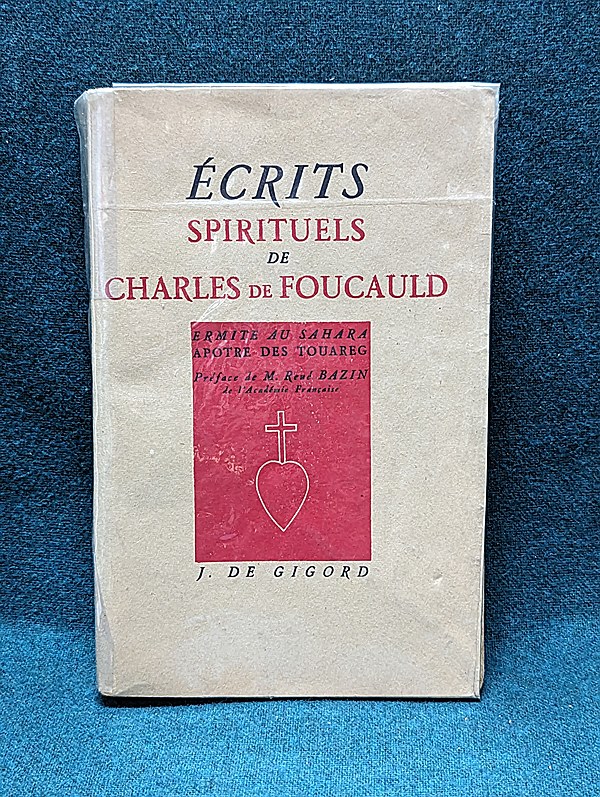 ÉCRITS
SPIRITUELS
DE
CHARLES DE FOUCAULD
ERMITE AU SAHARA
APOTRE DES TOUAREG
Préface de M. René BAZIN
de l'Académie Française
J. DE GIGORD